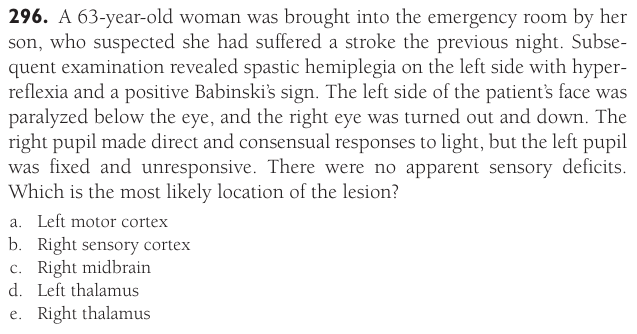 296. A 63-year-old woman was brought into the emergency room by her
son, who suspected she had suffered a stroke the previous night. Subse-
quent examination revealed spastic hemiplegia on the left side with hyper-
reflexia and a positive Babinski's sign. The left side of the patient's face was
paralyzed below the eye, and the right eye was turned out and down. The
right pupil made direct and consensual responses to light, but the left pupil
was fixed and unresponsive. There were no apparent sensory deficits.
Which is the most likely location of the lesion?
a. Left motor cortex
b. Right sensory cortex
c. Right midbrain
d. Left thalamus
e. Right thalamus